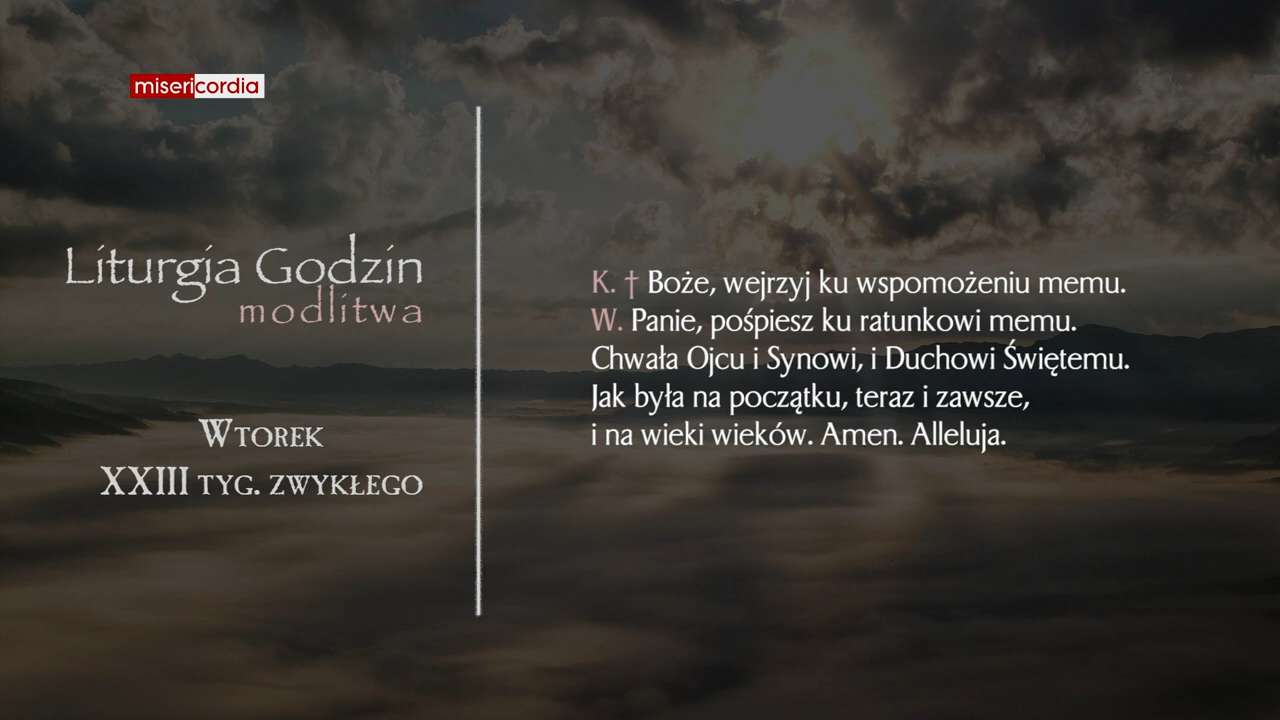 misericordia
Liturgia Godzin
modlitwa
Wtorek
XXIII tyg. zwykłego
K. † Boże, wejrzyj ku wspomożeniu memu.
W. Panie, pośpiesz ku ratunkowi memu.
Chwała Ojcu i Synowi, i Duchowi Świętemu.
Jak była na początku, teraz i zawsze,
i na wieki wieków. Amen. Alleluja.